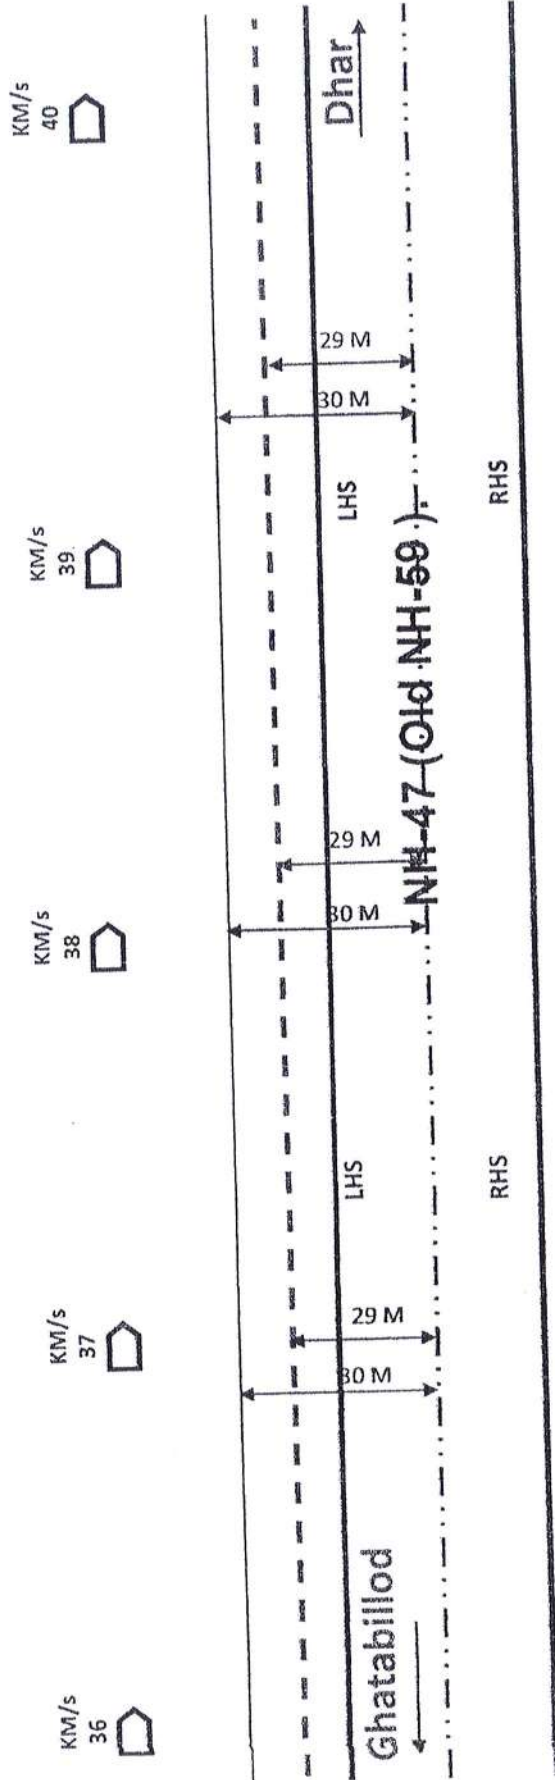 KM/s
36
KM/s
37
KM/s
38
KM/s
39
KM/s
40
30 M
29 M
30 M
29 M
30 M
29 M
LHS
LHS
Ghatabillod
Dhar
NH-47 (Old NH-59 ).
RHS
RHS